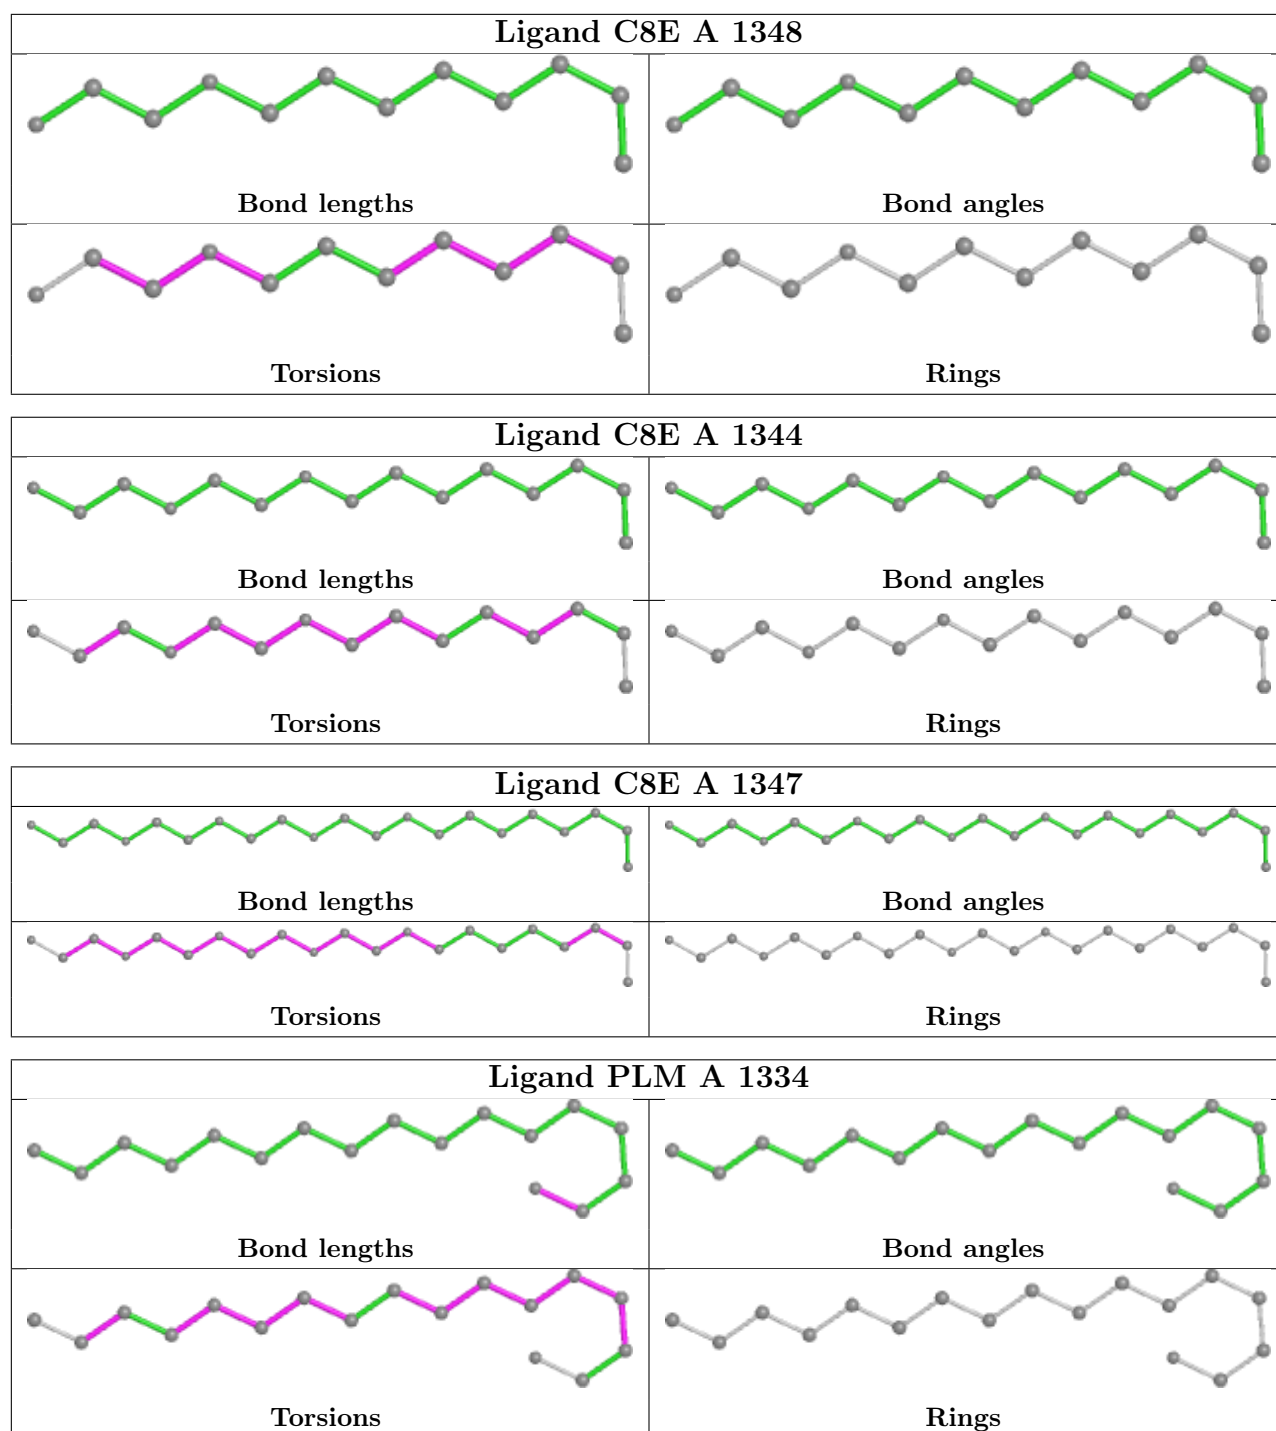 Ligand C8E A 1348
Bond lengths
Bond angles
Torsions
Rings
Ligand C8E A 1344
Bond lengths
Bond angles
Torsions
Rings
Ligand C8E A 1347
Bond lengths
Bond angles
Torsions
Rings
Ligand PLM A 1334
Bond lengths
Bond angles
Torsions
Rings